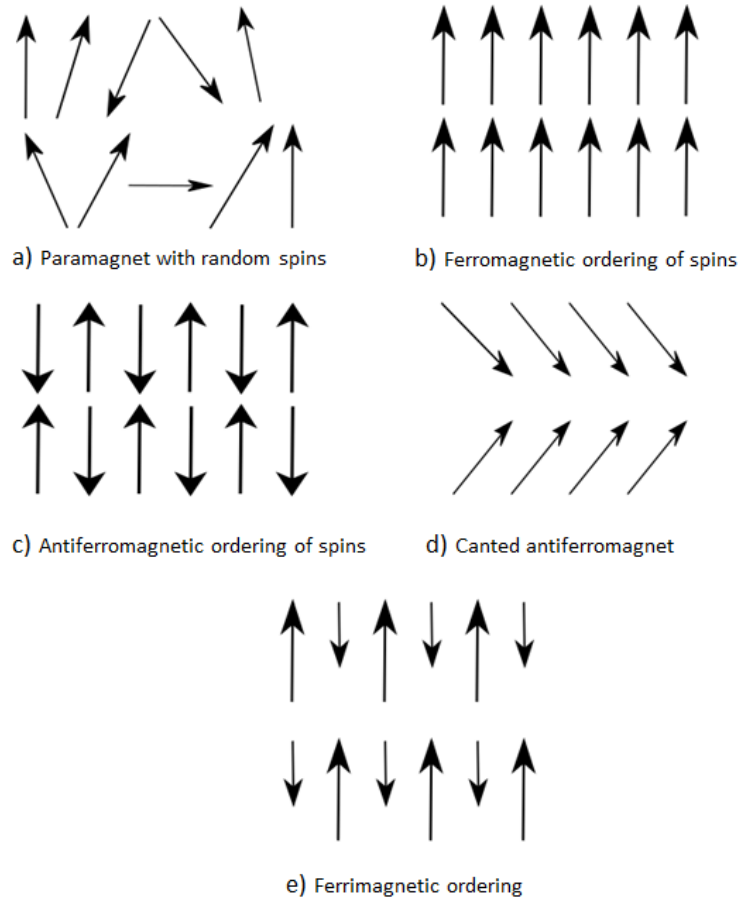 a) Paramagnet with random spins
b) Ferromagnetic ordering of spins
c) Antiferromagnetic ordering of spins
d) Canted antiferromagnet
e) Ferrimagnetic ordering